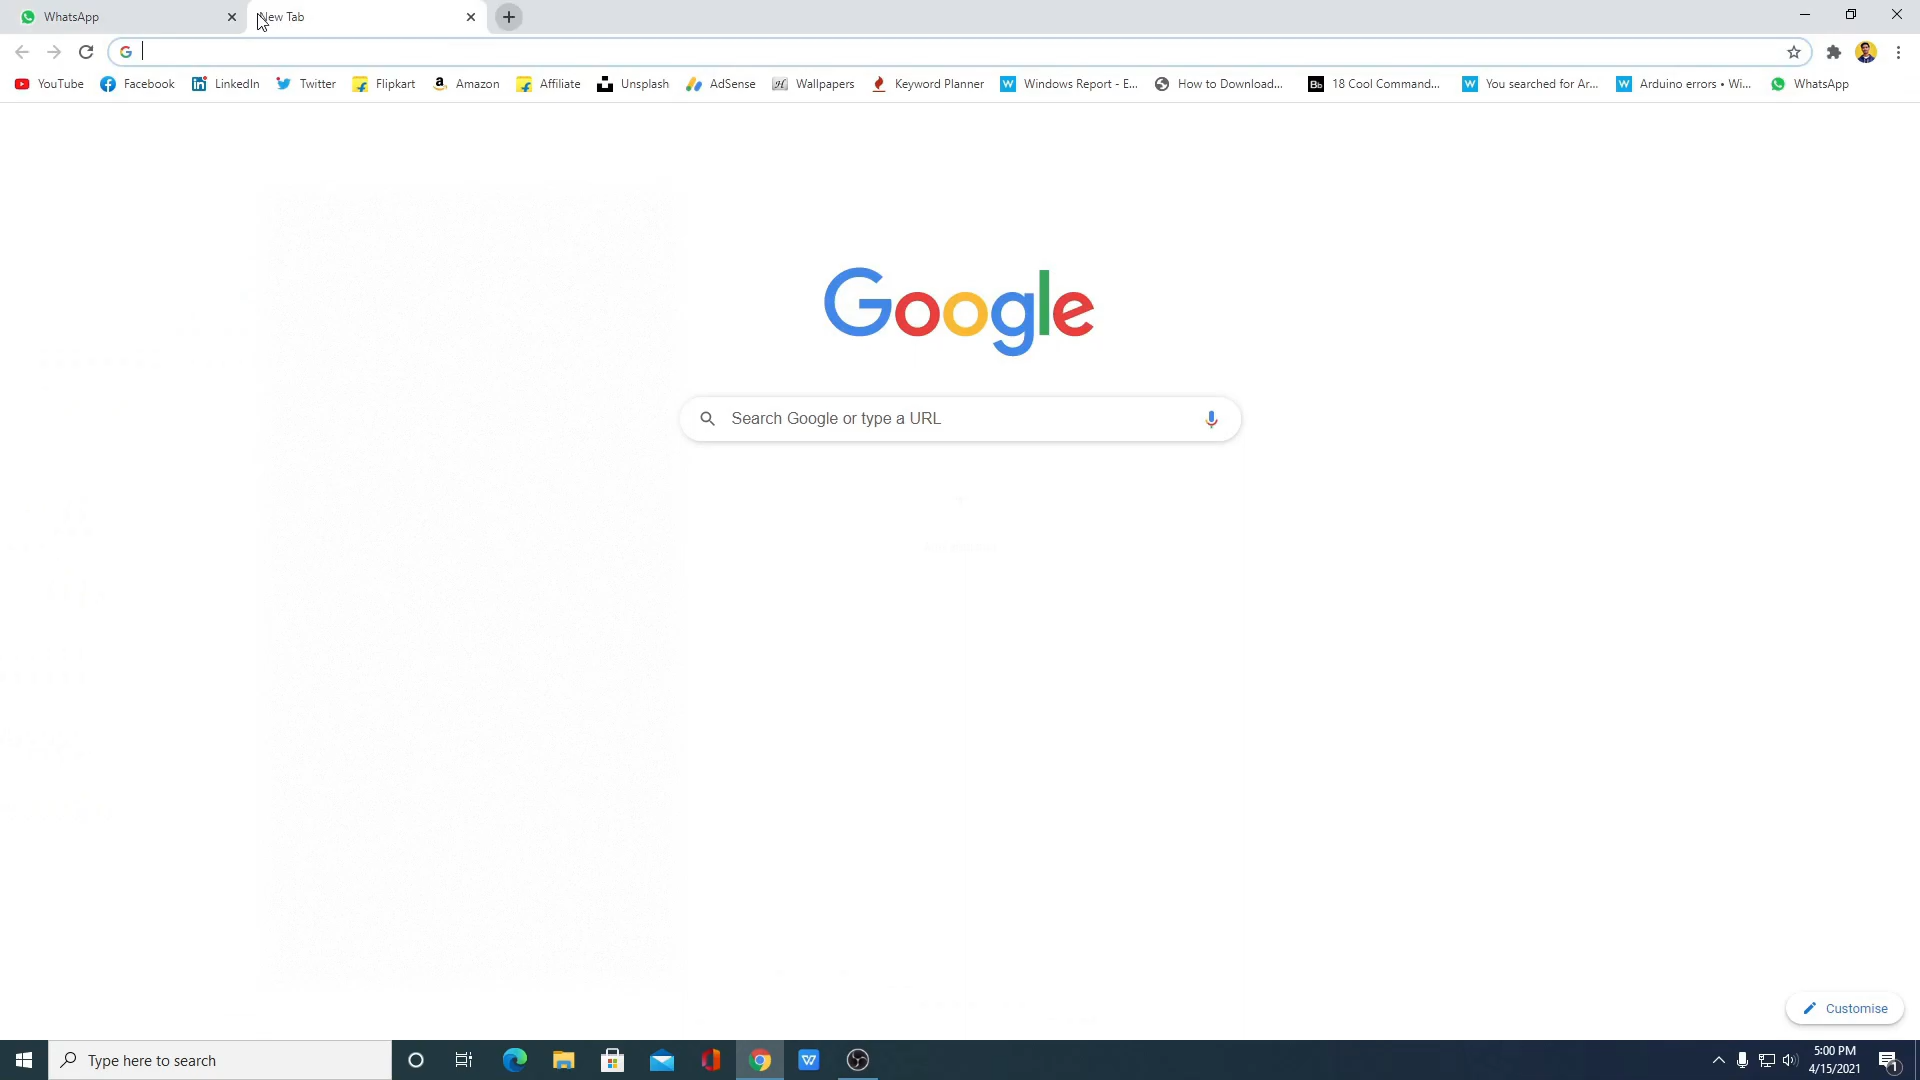 WhatsApp
New Tab
YouTube Facebook LinkedIn Twitter Flipkart Amazon Affiliate Unsplash AdSense Wallpapers Keyword Planner Windows Report - E... How to Download... 18 Cool Command... You searched for Ar... Arduino errors • Wi... WhatsApp
Google
Search Google or type a URL
Customise
Type here to search
5:00 PM
4/15/2021
1